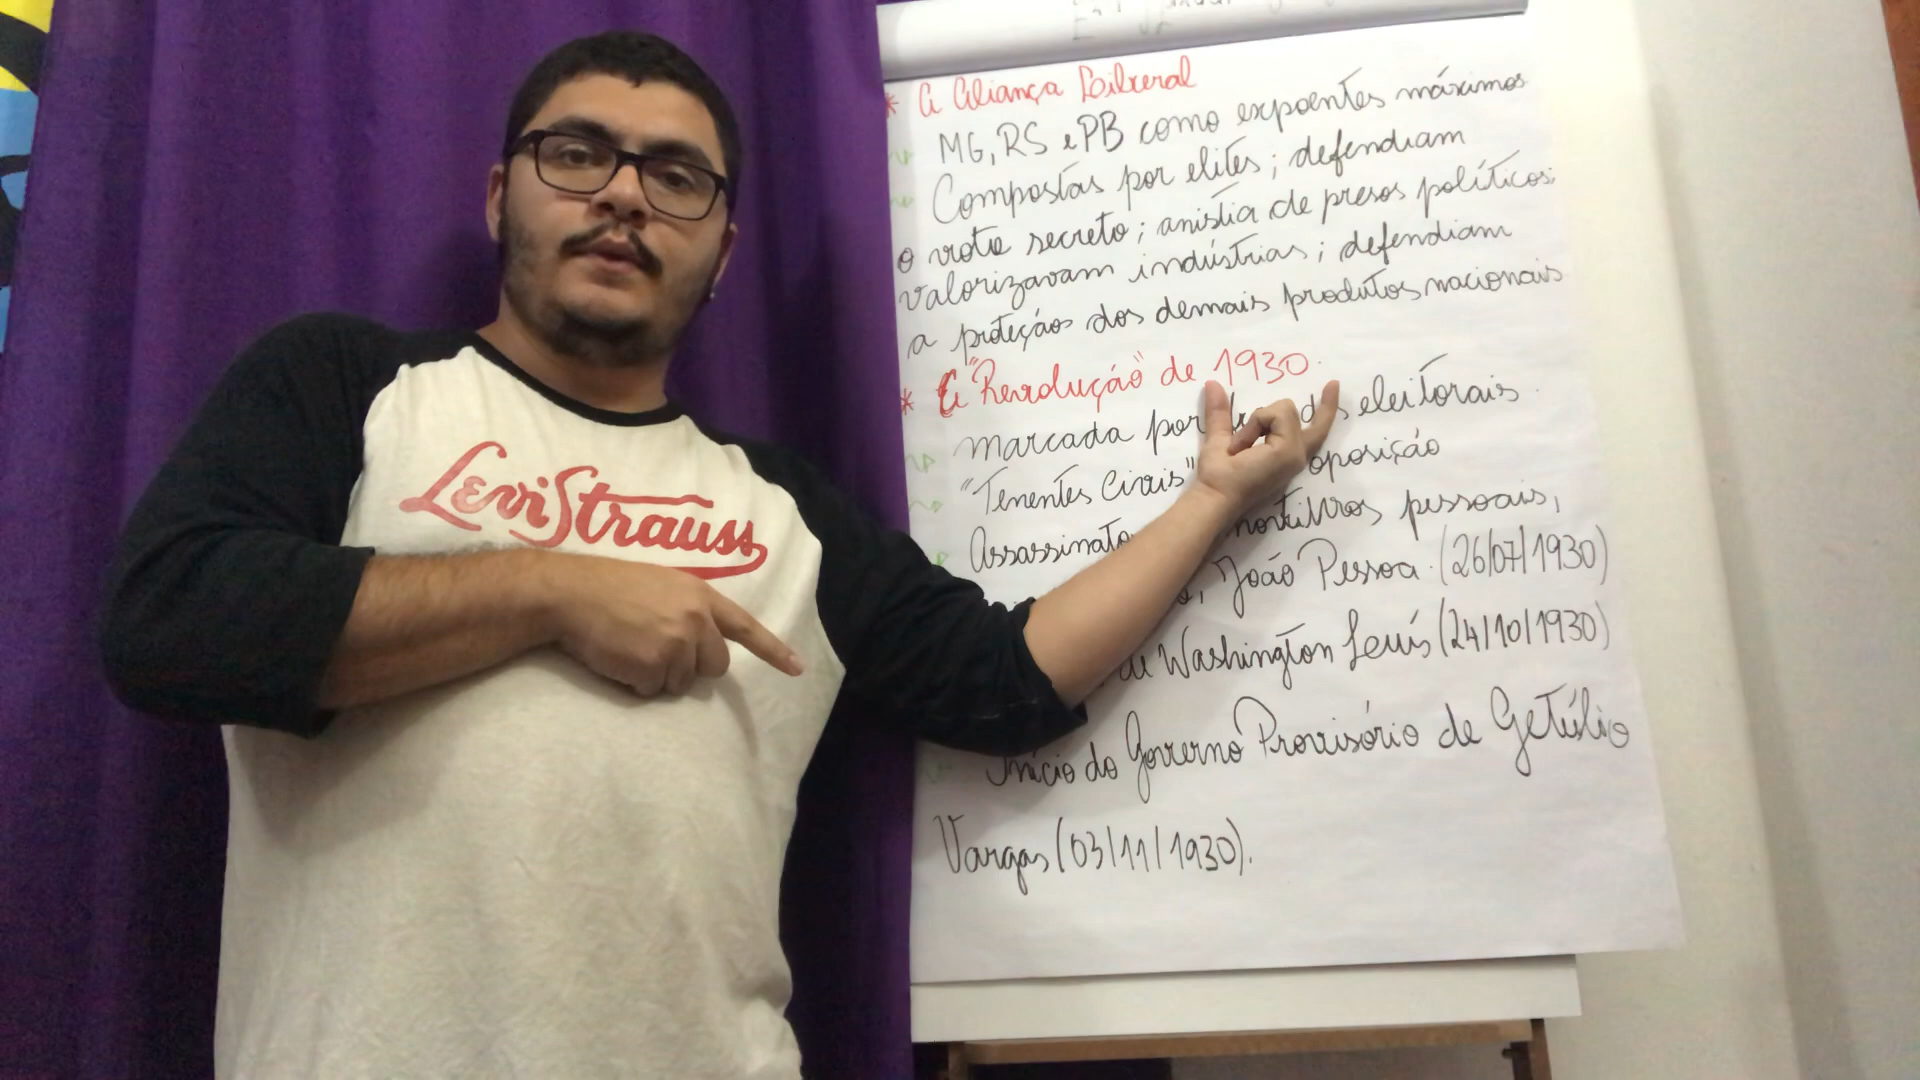 * A Aliança Liberal
MG, RS e PB como expoentes máximos
Compostas por elites; defendiam
o voto secreto; anistia de presos políticos;
valorizavam indústrias; defendiam
a proteção dos demais produtos nacionais
* A "Revolução" de 1930.
marcada por eleitorais.
"Tenentes Civis" oposição
Assassinato pessoais,
João Pessoa. (26/07/1930)
de Washington Luís (24/10/1930)
Início do Governo Provisório de Getúlio
Vargas (03/11/1930).
Levi Strauss